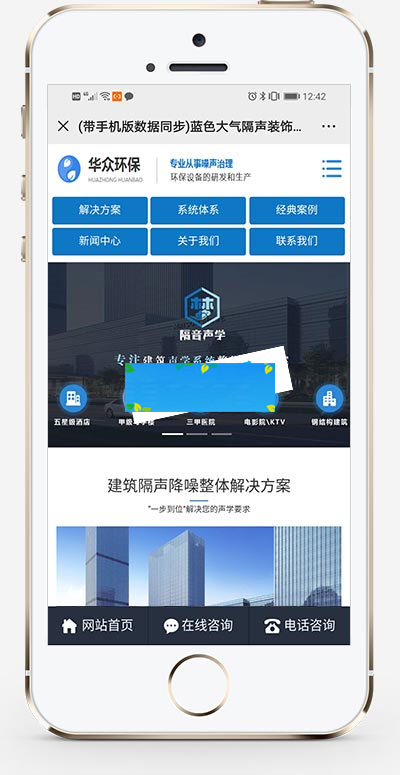 HD 4G 12:42
(带手机版数据同步)蓝色大气隔声装饰...
华众环保
HUAZHONG HUANBAO
专业从事噪声治理
环保设备的研发和生产
解决方案 系统体系 经典案例
新闻中心 关于我们 联系我们
隔音声学
专注建筑声学系统
五星级酒店 三甲医院 电影院\KTV 钢结构建筑
建筑隔声降噪整体解决方案
"一步到位"解决您的声学要求
网站首页 在线咨询 电话咨询